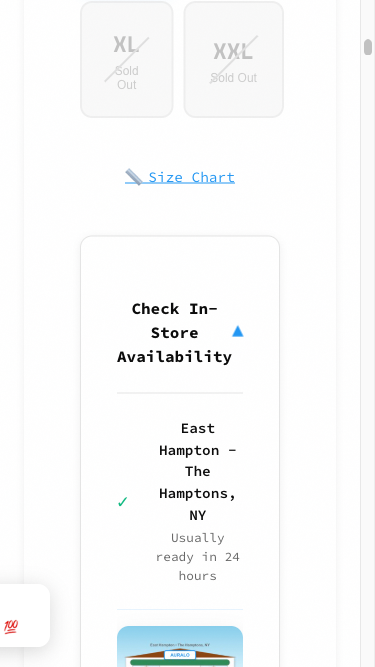 XL
XXL
Sold
Out
Sold Out
📏 Size Chart
Check In-
Store
Availability
▲
East
Hampton -
The
Hamptons,
NY
✓
Usually
ready in 24
hours
💯
East Hampton - The Hamptons, NY
AURALO